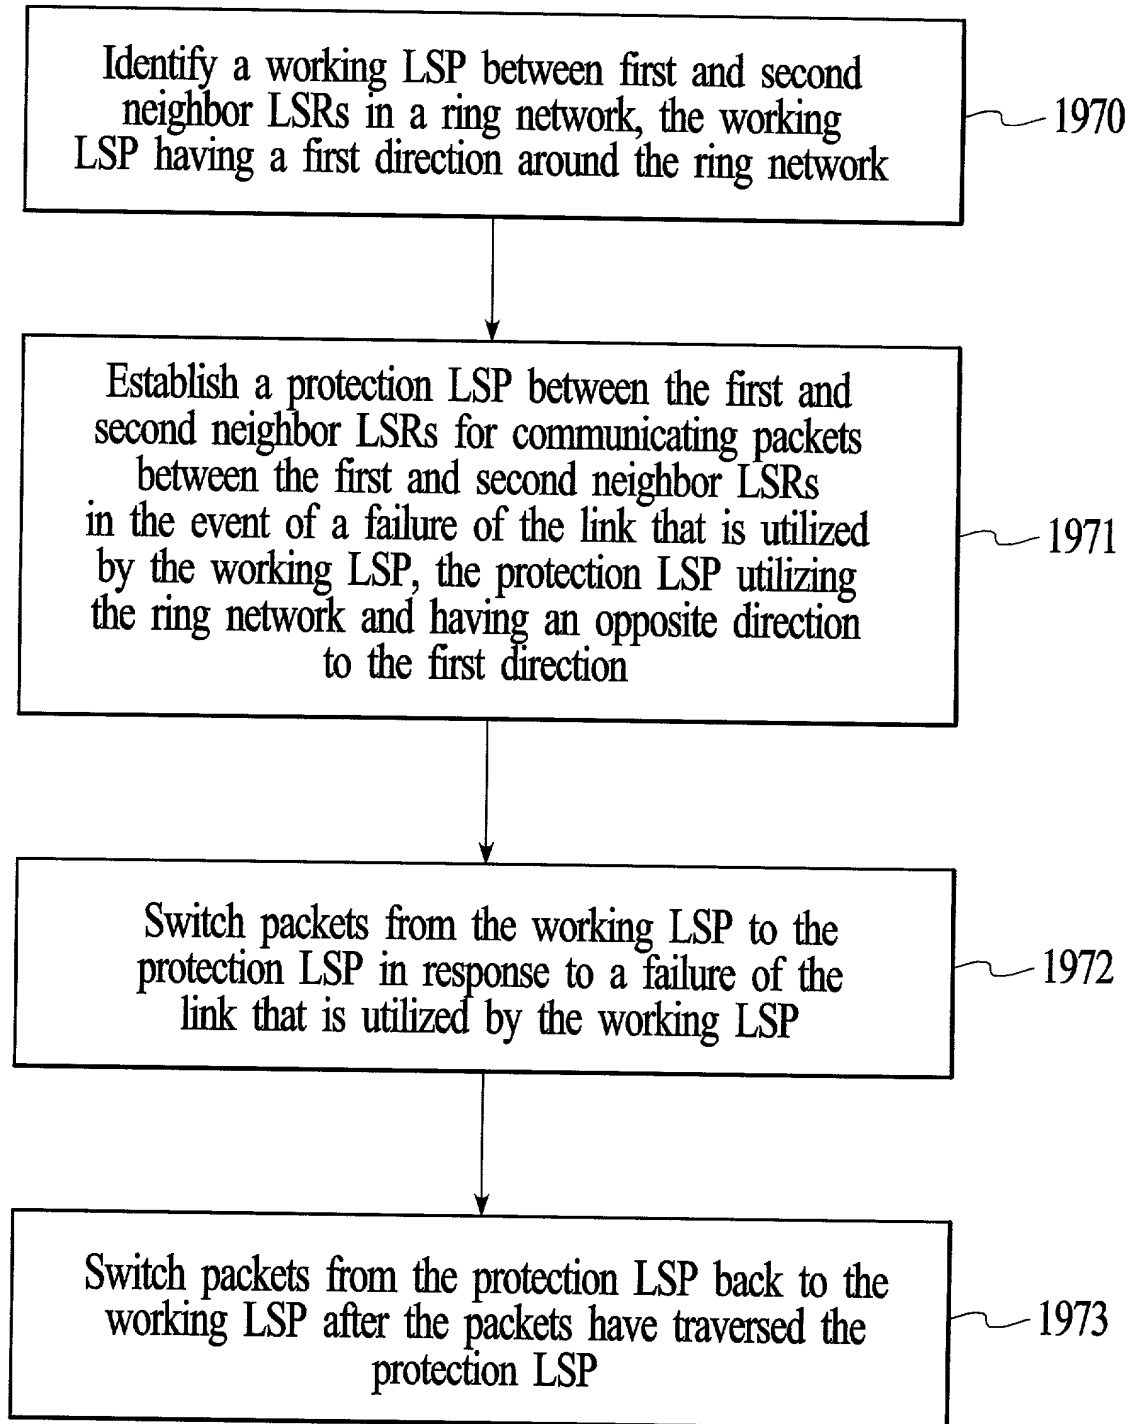 Identify a working LSP between first and second
neighbor LSRs in a ring network, the working
LSP having a first direction around the ring network
1970
Establish a protection LSP between the first and
second neighbor LSRs for communicating packets
between the first and second neighbor LSRs
in the event of a failure of the link that is utilized
by the working LSP, the protection LSP utilizing
the ring network and having an opposite direction
to the first direction
1971
Switch packets from the working LSP to the
protection LSP in response to a failure of the
link that is utilized by the working LSP
1972
Switch packets from the protection LSP back to the
working LSP after the packets have traversed the
protection LSP
1973